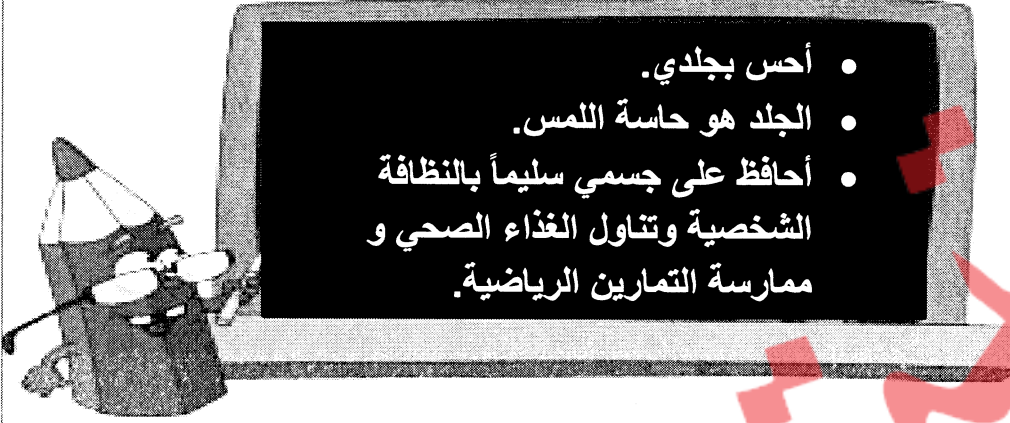 • أحس بجلدي.
• الجلد هو حاسة اللمس.
• أحافظ على جسمي سليماً بالنظافة
الشخصية وتناول الغذاء الصحي و
ممارسة التمارين الرياضية.